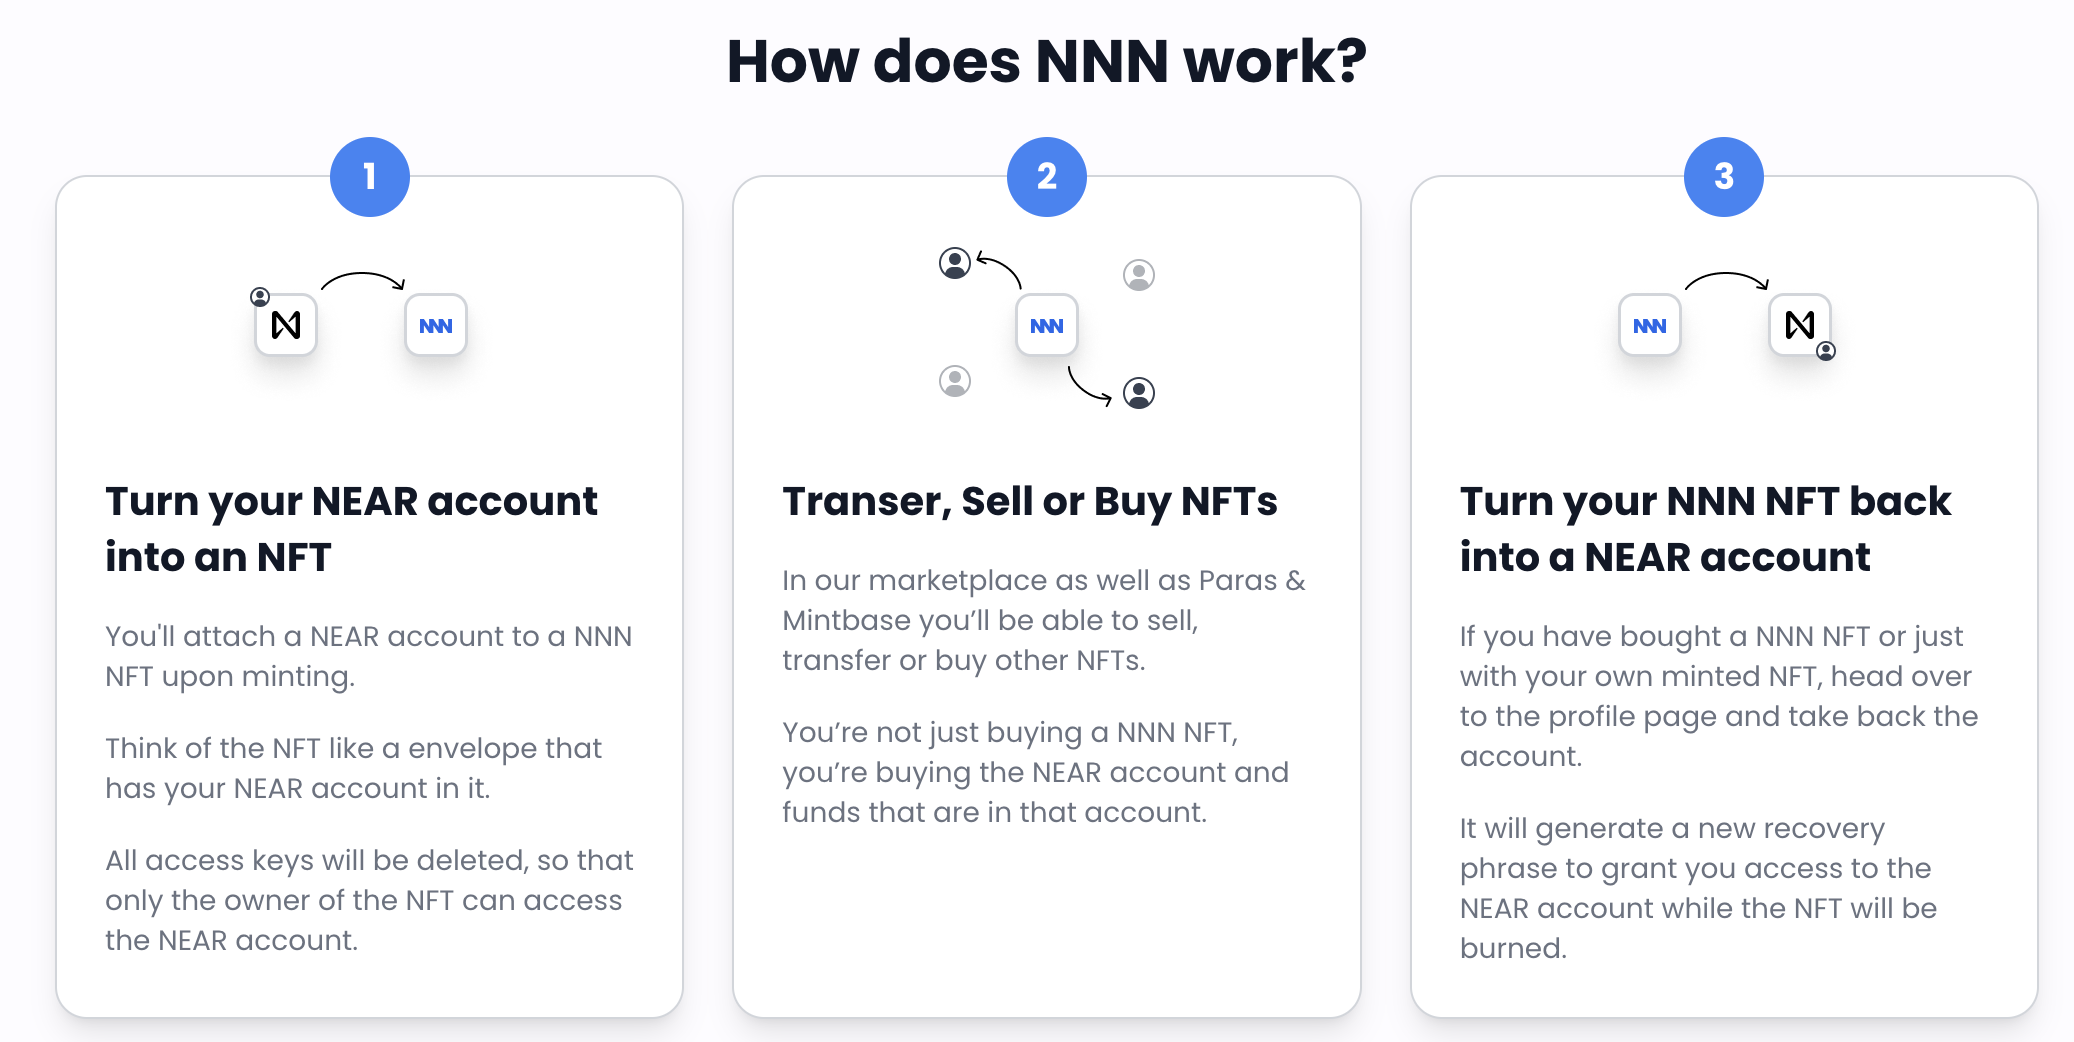 How does NNN work?
1
NNN
Turn your NEAR account
into an NFT
You'll attach a NEAR account to a NNN
NFT upon minting.
Think of the NFT like a envelope that
has your NEAR account in it.
All access keys will be deleted, so that
only the owner of the NFT can access
the NEAR account.
2
NNN
Transer, Sell or Buy NFTs
In our marketplace as well as Paras &
Mintbase you’ll be able to sell,
transfer or buy other NFTs.
You’re not just buying a NNN NFT,
you’re buying the NEAR account and
funds that are in that account.
3
NNN
Turn your NNN NFT back
into a NEAR account
If you have bought a NNN NFT or just
with your own minted NFT, head over
to the profile page and take back the
account.
It will generate a new recovery
phrase to grant you access to the
NEAR account while the NFT will be
burned.